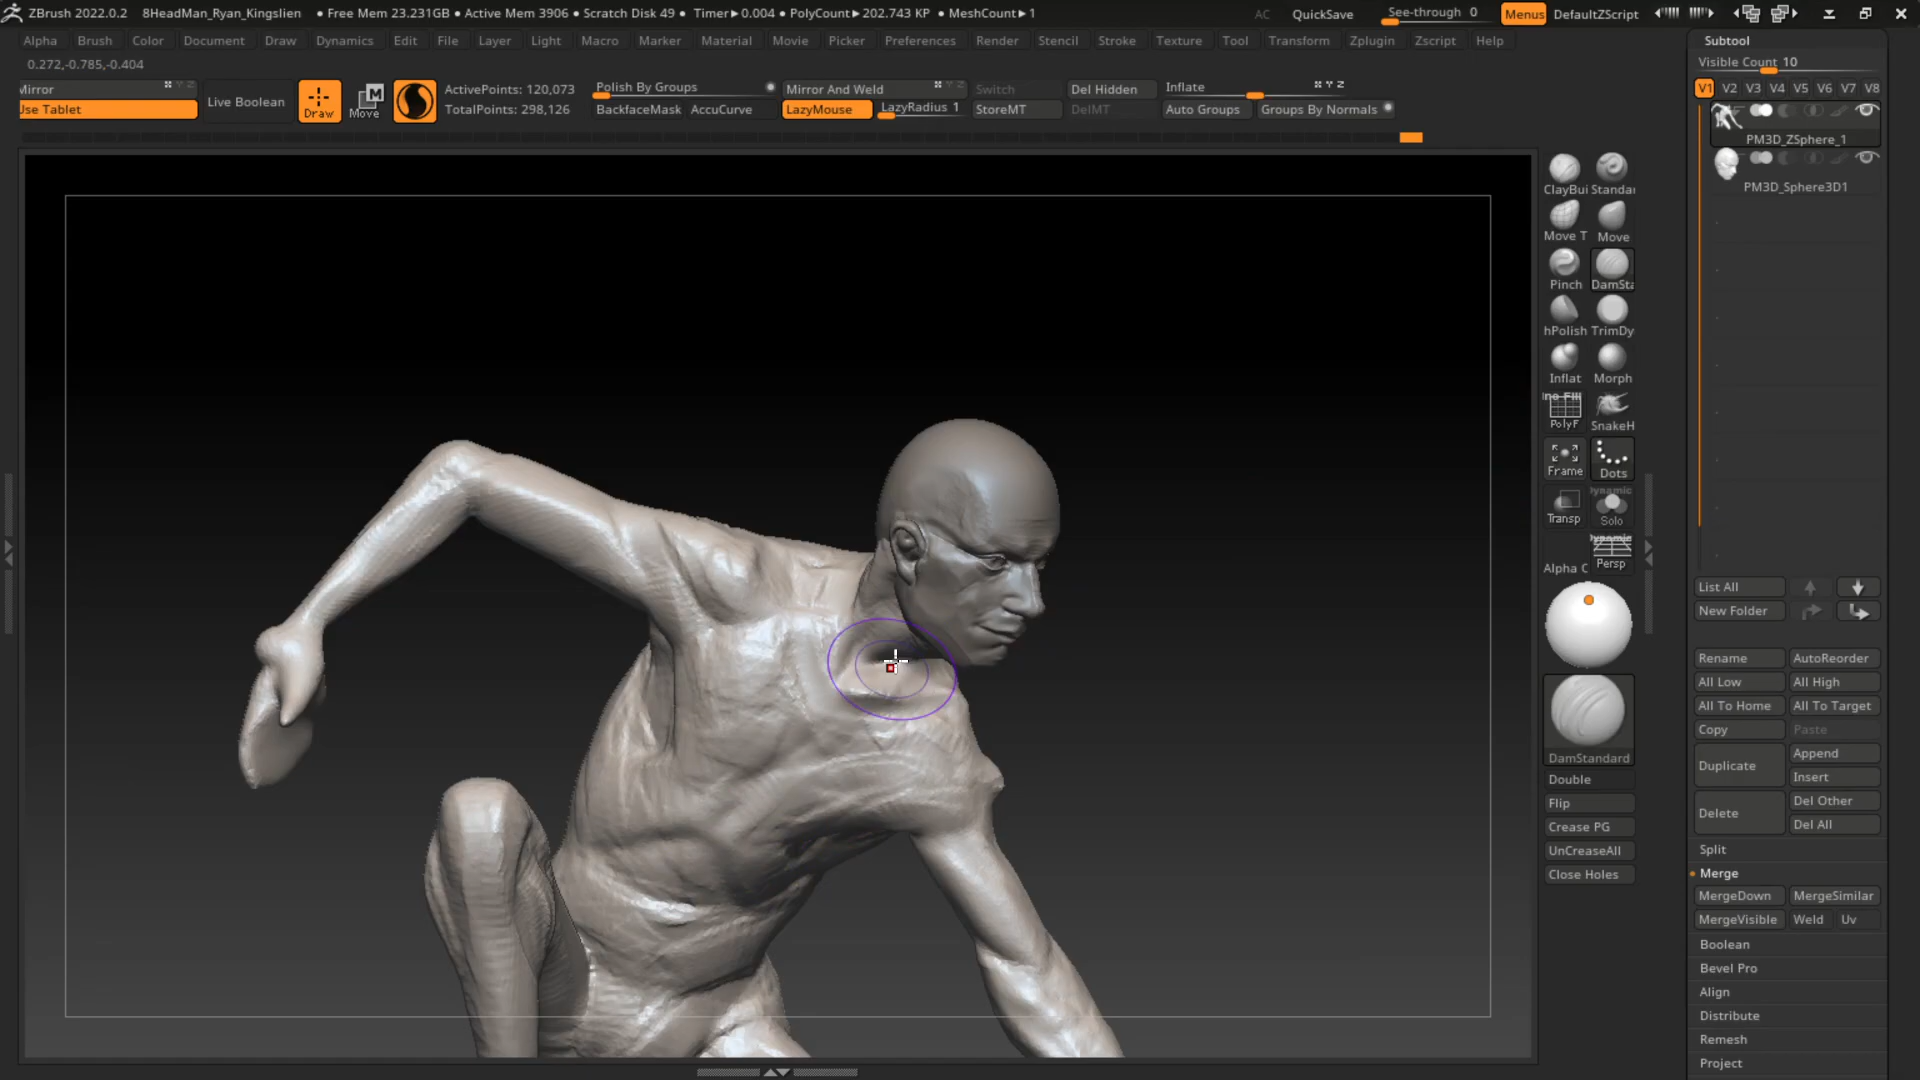 ZBrush 2022.0.2 8HeadMan_Ryan_Kingslien • Free Mem 23.231GB • Active Mem 3906 • Scratch Disk 49 • Timer▸0.004 • PolyCount▸202.743 KP • MeshCount▸1 AC QuickSave See-through 0 Menus DefaultZScript
Alpha Brush Color Document Draw Dynamics Edit File Layer Light Macro Marker Material Movie Picker Preferences Render Stencil Stroke Texture Tool Transform Zplugin Zscript Help
0.272,-0.785,-0.404
Mirror
Use Tablet
Live Boolean
Draw
Move
ActivePoints: 120,073
TotalPoints: 298,126
Polish By Groups
BackfaceMask AccuCurve
Mirror And Weld
LazyMouse LazyRadius 1
Switch
StoreMT
Del Hidden
DelMT
Inflate
Auto Groups Groups By Normals
ClayBui Standar
Move T Move
Pinch DamSta
hPolish TrimDy
Inflat Morph
PolyF SnakeH
Frame Dots
Dynamic
Transp Solo
Dynamic
Persp
Alpha C
DamStandard
Double
Flip
Crease PG
UnCreaseAll
Close Holes
Subtool
Visible Count 10
V1 V2 V3 V4 V5 V6 V7 V8
PM3D_ZSphere_1
PM3D_Sphere3D1
List All
New Folder
Rename AutoReorder
All Low All High
All To Home All To Target
Copy Paste
Duplicate Append
Insert
Delete Del Other
Del All
Split
Merge
MergeDown MergeSimilar
MergeVisible Weld Uv
Boolean
Bevel Pro
Align
Distribute
Remesh
Project